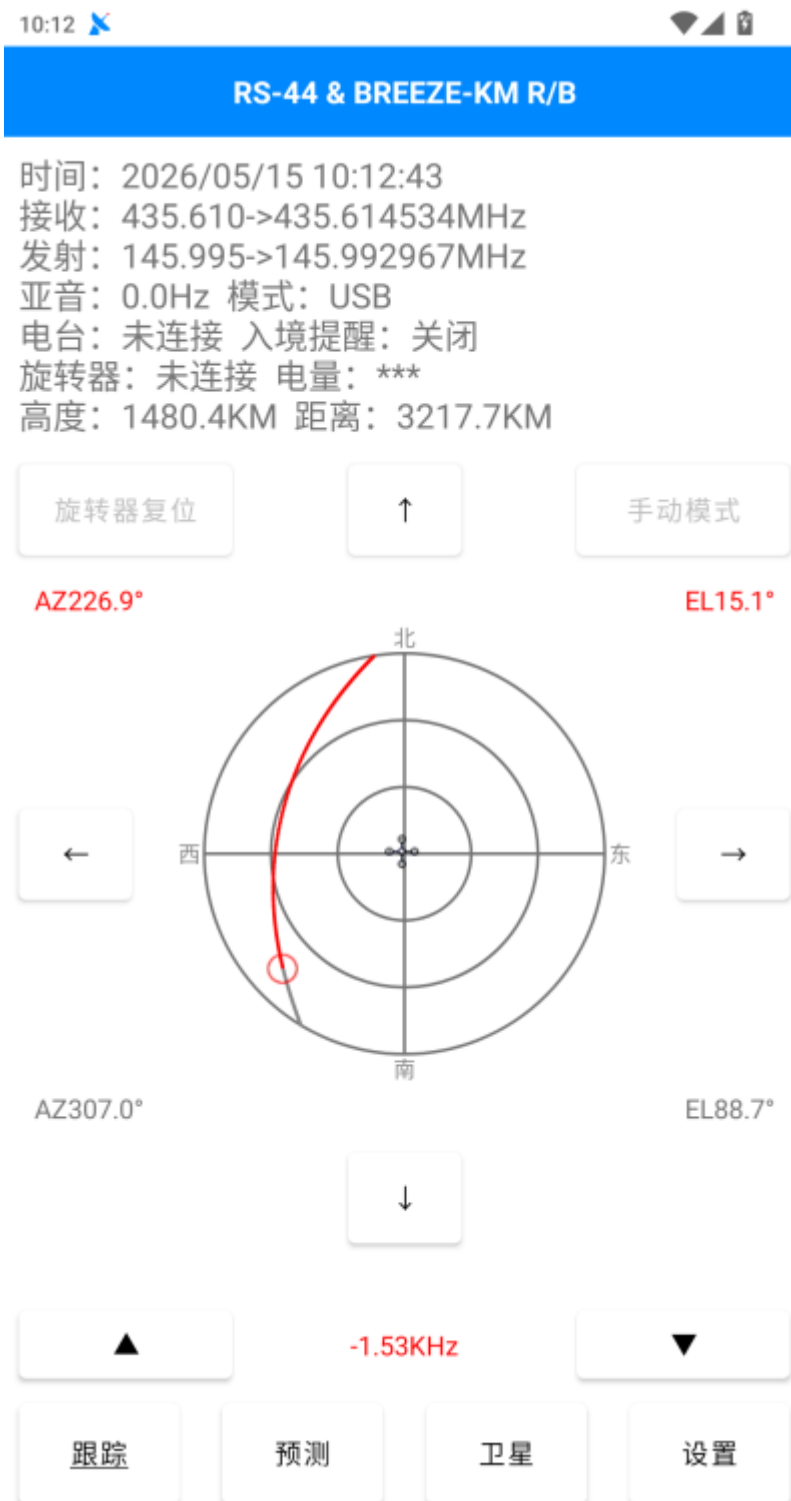 10:12
RS-44 & BREEZE-KM R/B
时间：2026/05/15 10:12:43
接收：435.610->435.614534MHz
发射：145.995->145.992967MHz
亚音：0.0Hz 模式：USB
电台：未连接 入境提醒：关闭
旋转器：未连接 电量：***
高度：1480.4KM 距离：3217.7KM
旋转器复位 ↑ 手动模式
AZ226.9° EL15.1°
北
← 西 东 →
南
AZ307.0° EL88.7°
↓
▲ -1.53KHz ▼
跟踪 预测 卫星 设置